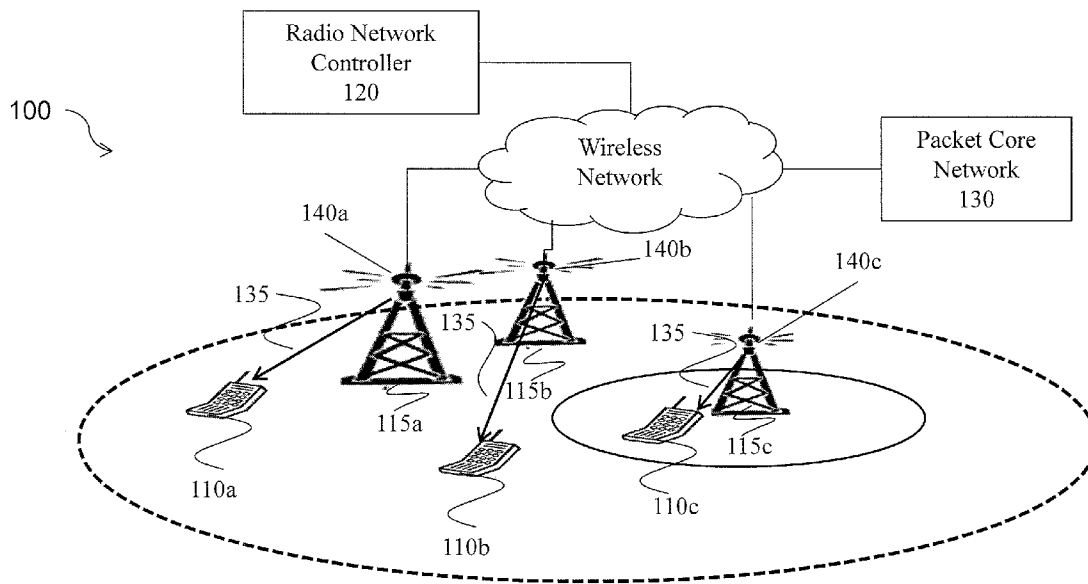 Radio Network
Controller
120
100
Wireless
Network
Packet Core
Network
130
140a
140b
140c
135
135
135
115a
115b
115c
110a
110b
110c